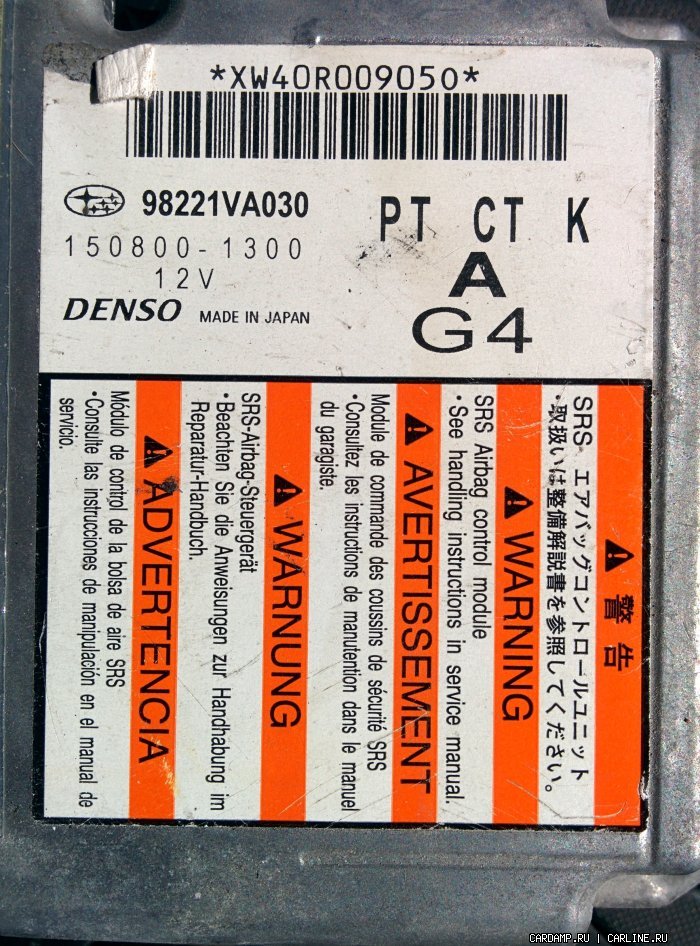 *XW40R009050*
98221VA030
PT CT K
150800-1300
A
12V
G4
DENSO MADE IN JAPAN
警告
SRS エアバッグコントロールユニット
・取扱いは整備解説書を参照してください。
WARNING
SRS Airbag control module
・See handling instructions in service manual.
AVERTISSEMENT
Module de commande des coussins de sécurité SRS
・Consultez les instructions de manutention dans le manuel
du garagiste.
WARNUNG
SRS-Airbag-Steuergerät
・Beachten Sie die Anweisungen zur Handhabung im
Reparatur-Handbuch.
ADVERTENCIA
Módulo de control de la bolsa de aire SRS
・Consulte las instrucciones de manipulación en el manual de
servicio.
CARDAMP.RU | CARLINE.RU